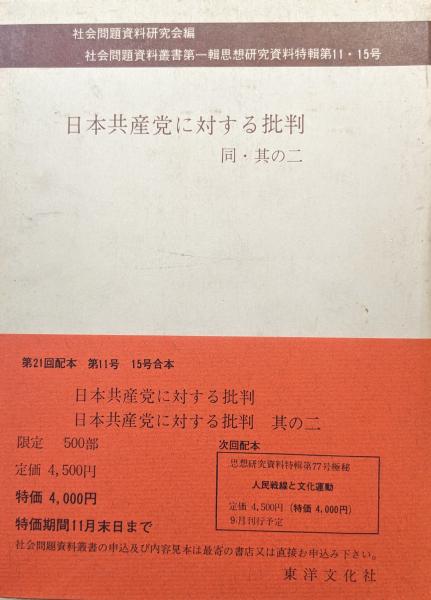 社会問題資料研究会編
社会問題資料叢書第一輯思想研究資料特輯第11・15号
日本共産党に対する批判
同・其の二
第21回配本　第11号　15号合本
日本共産党に対する批判
日本共産党に対する批判　其の二
限定　500部
定価 4,500円
特価 4,000円
特価期間11月末日まで
次回配本
思想研究資料特輯第77号極秘
人民戦線と文化運動
定価 4,500円（特価 4,000円）
9月刊行予定
社会問題資料叢書の申込及び内容見本は最寄の書店又は直接お申込み下さい。
東洋文化社